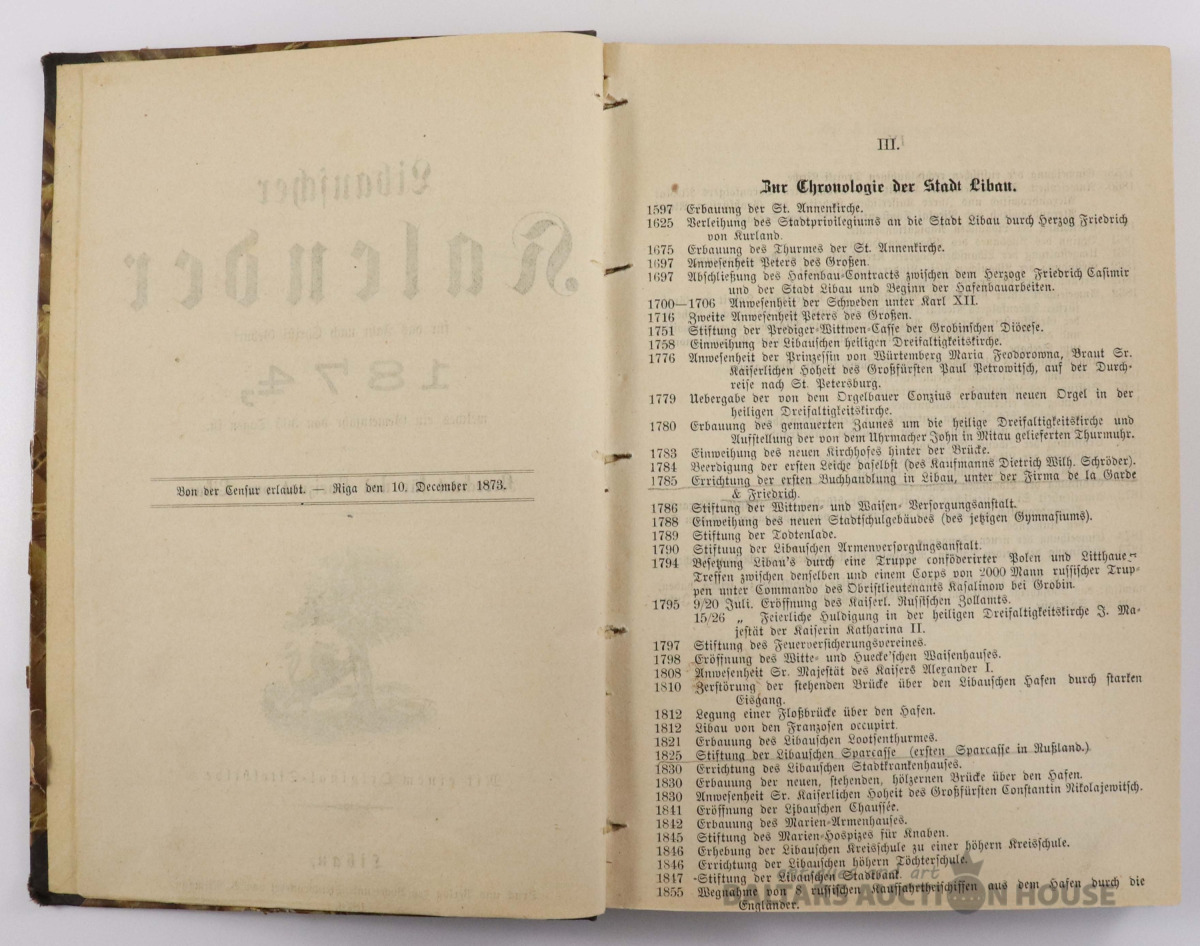 Von der Censur erlaubt. — Riga den 10. December 1873.
III.
Zur Chronologie der Stadt Libau.
1597 Erbauung der St. Annenkirche.
1625 Verleihung des Stadtprivilegiums an die Stadt Libau durch Herzog Friedrich
von Kurland.
1675 Erbauung des Thurmes der St. Annenkirche.
1697 Anwesenheit Peters des Großen.
1697 Abschließung des Hafenbau-Contracts zwischen dem Herzoge Friedrich Casimir
und der Stadt Libau und Beginn der Hafenbauarbeiten.
1700—1706 Anwesenheit der Schweden unter Karl XII.
1716 Zweite Anwesenheit Peters des Großen.
1751 Stiftung der Prediger-Wittwen-Casse der Grobinschen Diöcese.
1758 Einweihung der Libauschen heiligen Dreifaltigkeitskirche.
1776 Anwesenheit der Prinzessin von Würtemberg Maria Feodorowna, Braut Sr.
Kaiserlichen Hoheit des Großfürsten Paul Petrowitsch, auf der Durch-
reise nach St. Petersburg.
1779 Uebergabe der von dem Orgelbauer Conzius erbauten neuen Orgel in der
heiligen Dreifaltigkeitskirche.
1780 Erbauung des gemauerten Zaunes um die heilige Dreifaltigkeitskirche und
Aufstellung der von dem Uhrmacher John in Mitau gelieferten Thurmuhr.
1783 Einweihung des neuen Kirchhofes hinter der Brücke.
1784 Beerdigung der ersten Leiche daselbst (des Kaufmanns Dietrich Wilh. Schröder).
1785 Errichtung der ersten Buchhandlung in Libau, unter der Firma de la Garde
& Friedrich.
1786 Stiftung der Wittwen- und Waisen- Versorgungsanstalt.
1788 Einweihung des neuen Stadtschulgebäudes (des jetzigen Gymnasiums).
1789 Stiftung der Todtenlade.
1790 Stiftung der Libauschen Armenversorgungsanstalt.
1794 Besetzung Libau's durch eine Truppe conföderirter Polen und Litthauer
Treffen zwischen denselben und einem Corps von 2000 Mann russischer Trup-
pen unter Commando des Obristlieutenants Kasalinow bei Grobin.
1795 9/20 Juli. Eröffnung des Kaiserl. Russischen Zollamts.
15/26 „ Feierliche Huldigung in der heiligen Dreifaltigkeitskirche J. Ma-
jestät der Kaiserin Katharina II.
1797 Stiftung des Feuerversicherungsvereines.
1798 Eröffnung des Witte- und Huecke'schen Waisenhauses.
1808 Anwesenheit Sr. Majestät des Kaisers Alexander I.
1810 Zerstörung der stehenden Brücke über den Libauschen Hafen durch starken
Eisgang.
1812 Legung einer Floßbrücke über den Hafen.
1812 Libau von den Franzosen occupirt.
1821 Erbauung des Libauschen Lootsenthurmes.
1825 Stiftung der Libauschen Sparcasse (ersten Sparcasse in Rußland.)
1830 Errichtung des Libauschen Stadtkrankenhauses.
1830 Erbauung der neuen, stehenden, hölzernen Brücke über den Hafen.
1830 Anwesenheit Sr. Kaiserlichen Hoheit des Großfürsten Constantin Nikolajewitsch.
1841 Eröffnung der Libauschen Chaussée.
1842 Erbauung des Marien-Armenhauses.
1845 Stiftung des Marien-Hospizes für Knaben.
1846 Erhebung der Libauschen Kreisschule zu einer höhern Kreisschule.
1846 Errichtung der Libauschen höhern Töchterschule.
1847 Stiftung der Libauschen Stadtbank.
1855 Wegnahme von 8 russischen Kauffahrtheischiffen aus dem Hafen durch die
Engländer.
BALTARS AUCTION HOUSE